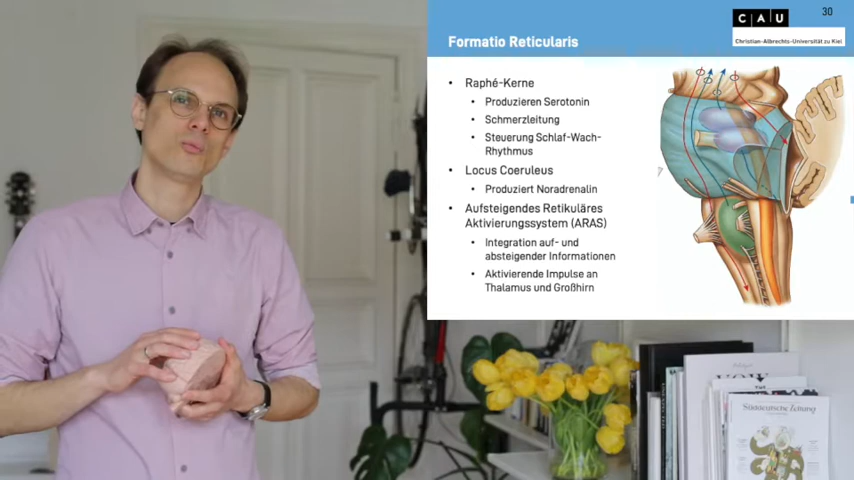 30
C A U
Christian-Albrechts-Universität zu Kiel
Formatio Reticularis
• Raphé-Kerne
• Produzieren Serotonin
• Schmerzleitung
• Steuerung Schlaf-Wach-
Rhythmus
• Locus Coeruleus
• Produziert Noradrenalin
• Aufsteigendes Retikuläres
Aktivierungssystem (ARAS)
• Integration auf- und
absteigender Informationen
• Aktivierende Impulse an
Thalamus und Großhirn
Süddeutsche Zeitung